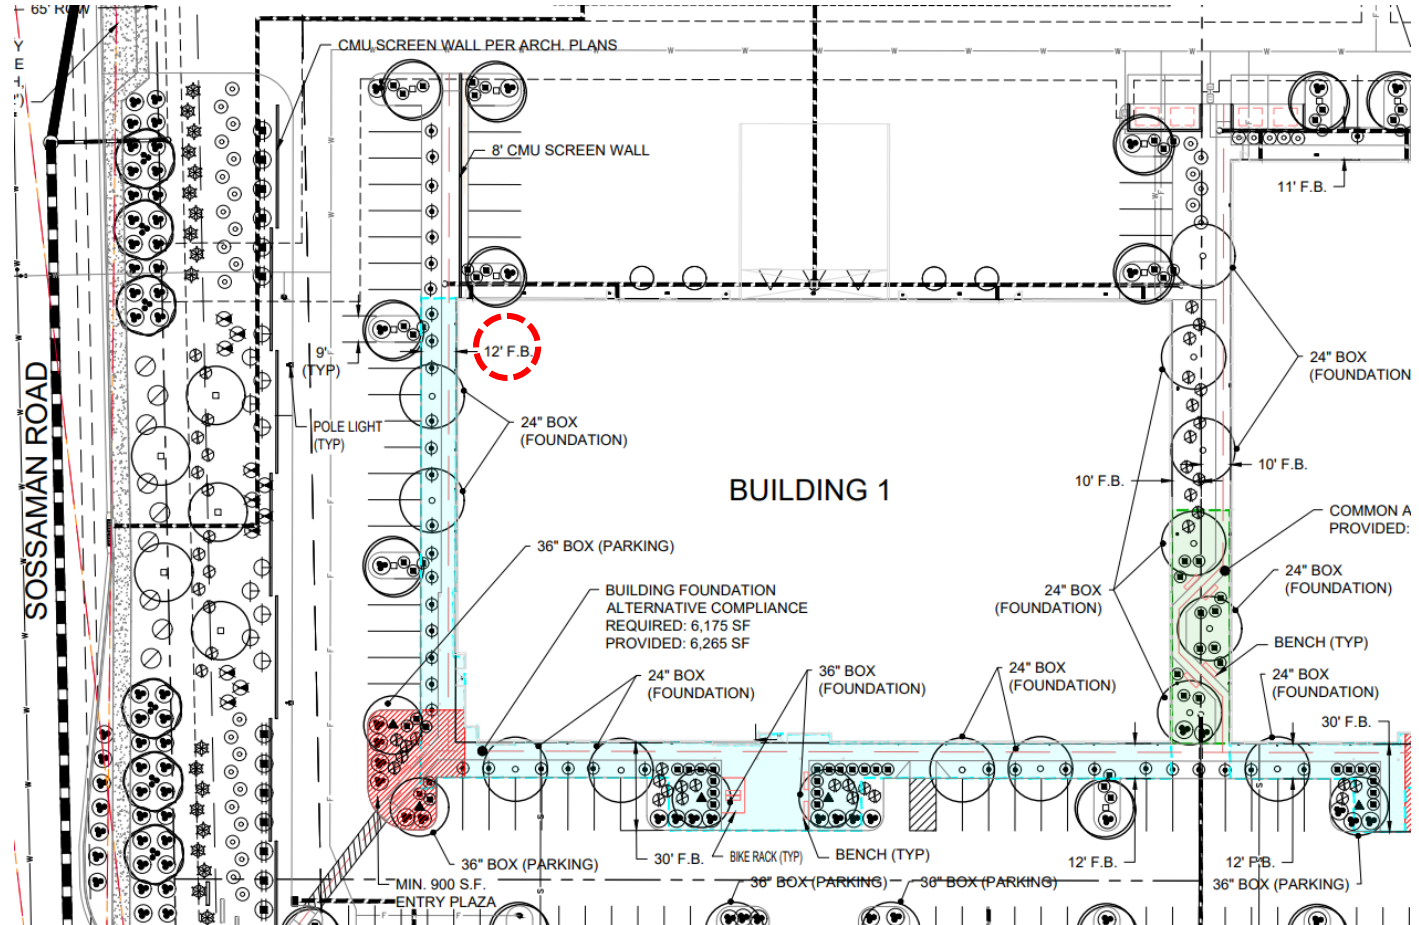 65' ROW
Y
E
H,
')
CMU SCREEN WALL PER ARCH. PLANS
8' CMU SCREEN WALL
11' F.B.
9'
(TYP)
12' F.B.
24" BOX
(FOUNDATION)
24" BOX
(FOUNDATION
POLE LIGHT
(TYP)
SOSSAMAN ROAD
BUILDING 1
10' F.B.
10' F.B.
COMMON A
PROVIDED:
36" BOX (PARKING)
BUILDING FOUNDATION
ALTERNATIVE COMPLIANCE
REQUIRED: 6,175 SF
PROVIDED: 6,265 SF
24" BOX
(FOUNDATION)
24" BOX
(FOUNDATION)
BENCH (TYP)
24" BOX
(FOUNDATION)
36" BOX
(FOUNDATION)
24" BOX
(FOUNDATION)
24" BOX
(FOUNDATION)
30' F.B.
36" BOX (PARKING)
30' F.B.
BIKE RACK (TYP)
BENCH (TYP)
12' F.B.
12' F.B.
MIN. 900 S.F.
ENTRY PLAZA
36" BOX (PARKING)
36" BOX (PARKING)
36" BOX (PARKING)